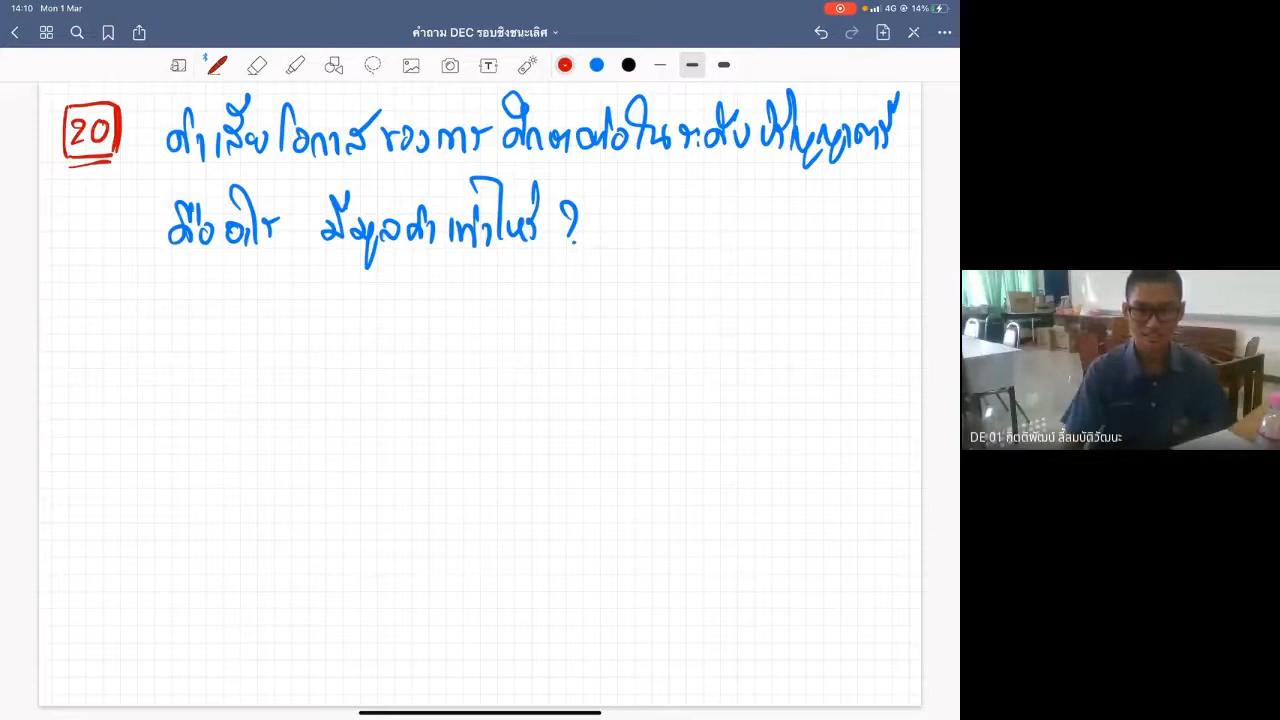 14:10 Mon 1 Mar
4G 14%
คำถาม DEC รอบชิงชนะเลิศ
20 ค่าเสียโอกาสของการศึกษาต่อในระดับปริญญาตรี
คืออะไร มีมูลค่าเท่าไหร่ ?
DE 01 กิตติพัฒน์ ลี้สมบัติวัฒนะ